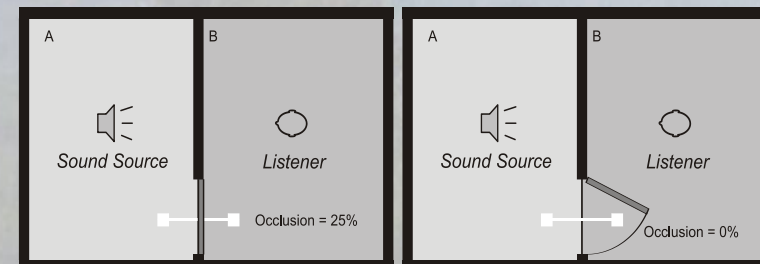 A
B
Sound Source
Listener
Occlusion = 25%
A
B
Sound Source
Listener
Occlusion = 0%